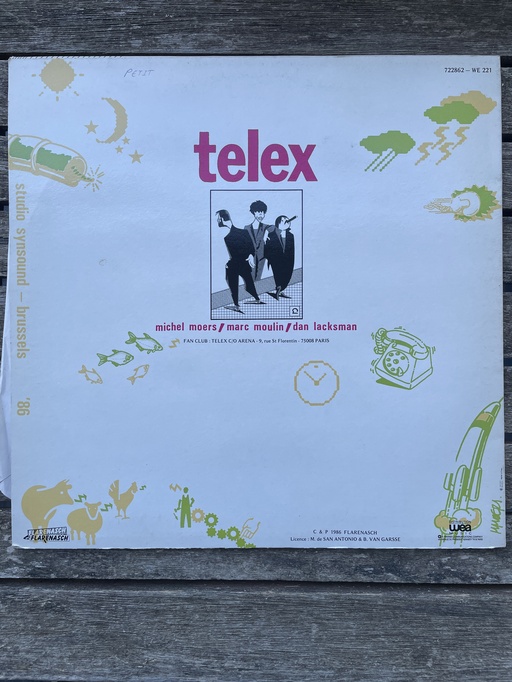 PETIT
722862 – WE 221
telex
michel moers / marc moulin / dan lacksman
FAN CLUB : TELEX C/O ARENA - 9, rue St Florentin - 75008 PARIS
studio synsound – brussels '86
FLARENASCH
FLARENASCH
C & P 1986 FLARENASCH
Licence : M. de SAN ANTONIO & B. VAN GARSSE
wea